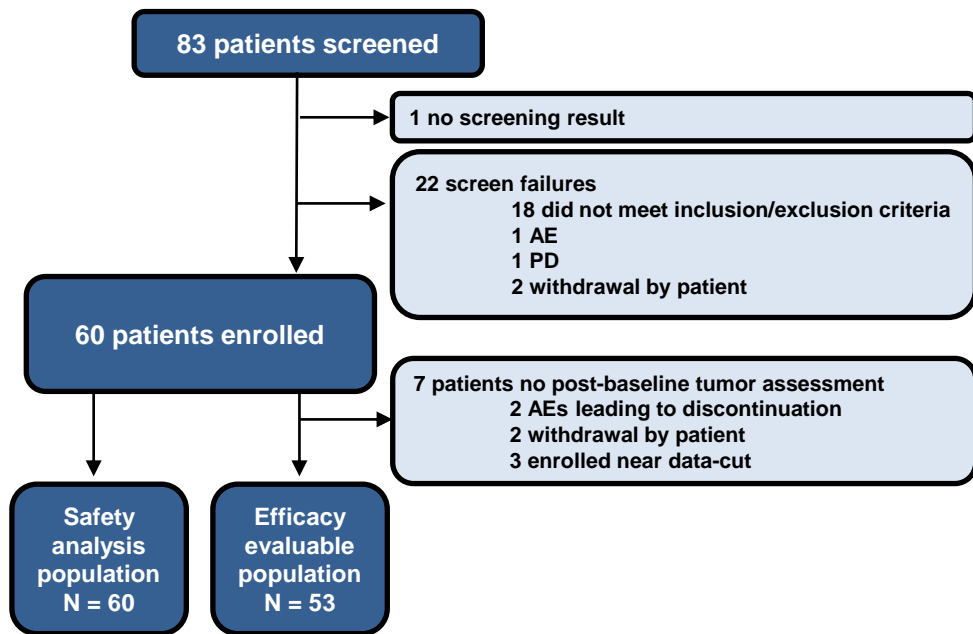 83 patients screened
1 no screening result
22 screen failures
18 did not meet inclusion/exclusion criteria
1 AE
1 PD
2 withdrawal by patient
60 patients enrolled
7 patients no post-baseline tumor assessment
2 AEs leading to discontinuation
2 withdrawal by patient
3 enrolled near data-cut
Safety
analysis
population
N = 60
Efficacy
evaluable
population
N = 53